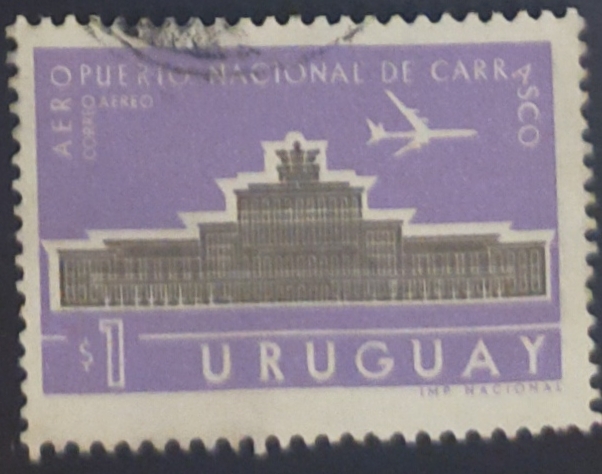 AEROPUERTO NACIONAL DE CARRASCO
CORREO AEREO
$1
URUGUAY
IMP. NACIONAL